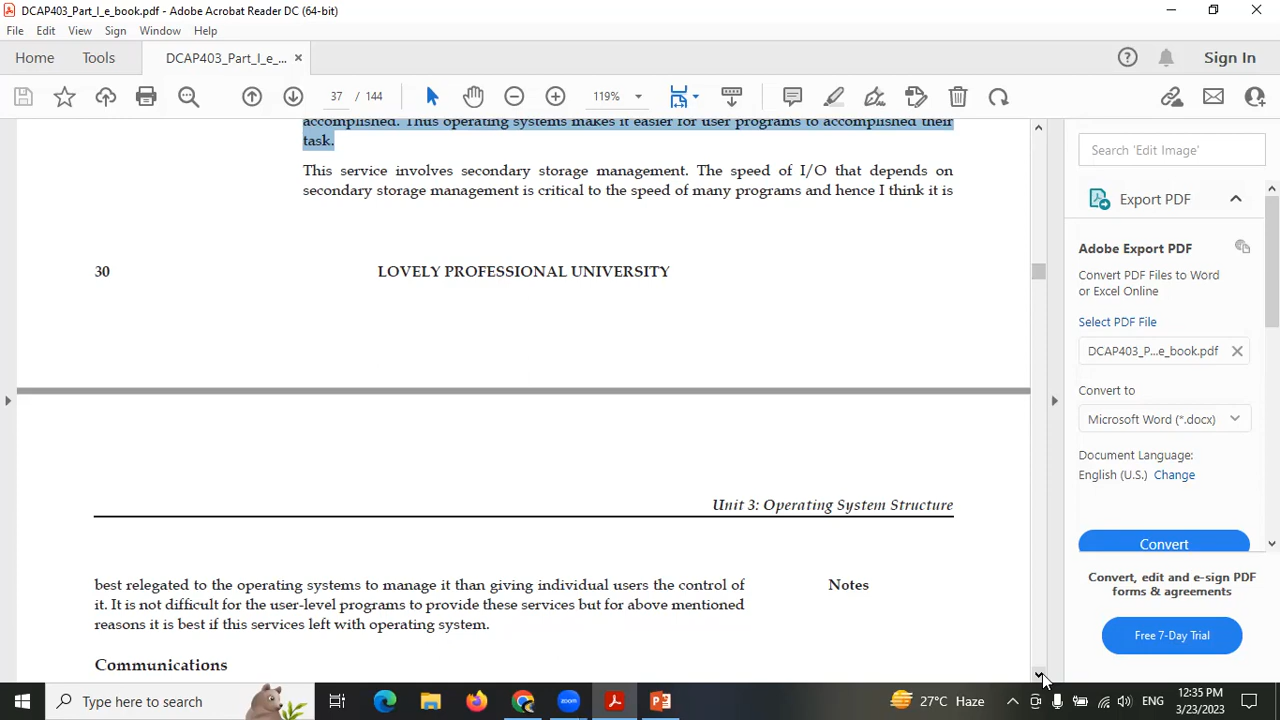 DCAP403_Part_I_e_book.pdf - Adobe Acrobat Reader DC (64-bit)
File Edit View Sign Window Help
Home Tools DCAP403_Part_I_e_... Sign In
37 / 144 119%
accomplished. Thus operating systems makes it easier for user programs to accomplished their
task.
This service involves secondary storage management. The speed of I/O that depends on
secondary storage management is critical to the speed of many programs and hence I think it is
30 LOVELY PROFESSIONAL UNIVERSITY
Unit 3: Operating System Structure
best relegated to the operating systems to manage it than giving individual users the control of
it. It is not difficult for the user-level programs to provide these services but for above mentioned
reasons it is best if this services left with operating system.
Notes
Communications
Search 'Edit Image'
Export PDF
Adobe Export PDF
Convert PDF Files to Word
or Excel Online
Select PDF File
DCAP403_P...e_book.pdf
Convert to
Microsoft Word (*.docx)
Document Language:
English (U.S.) Change
Convert
Convert, edit and e-sign PDF
forms & agreements
Free 7-Day Trial
Type here to search
zoom
27°C Haze
ENG
12:35 PM
3/23/2023